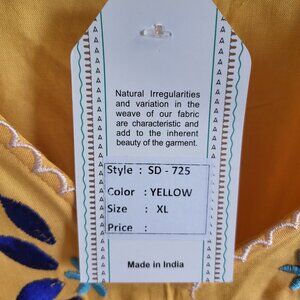 Natural Irregularities
and variation in the
weave of our fabric
are characteristic and
add to the inherent
beauty of the garment.
Style : SD - 725
Color : YELLOW
Size : XL
Price :
Made in India